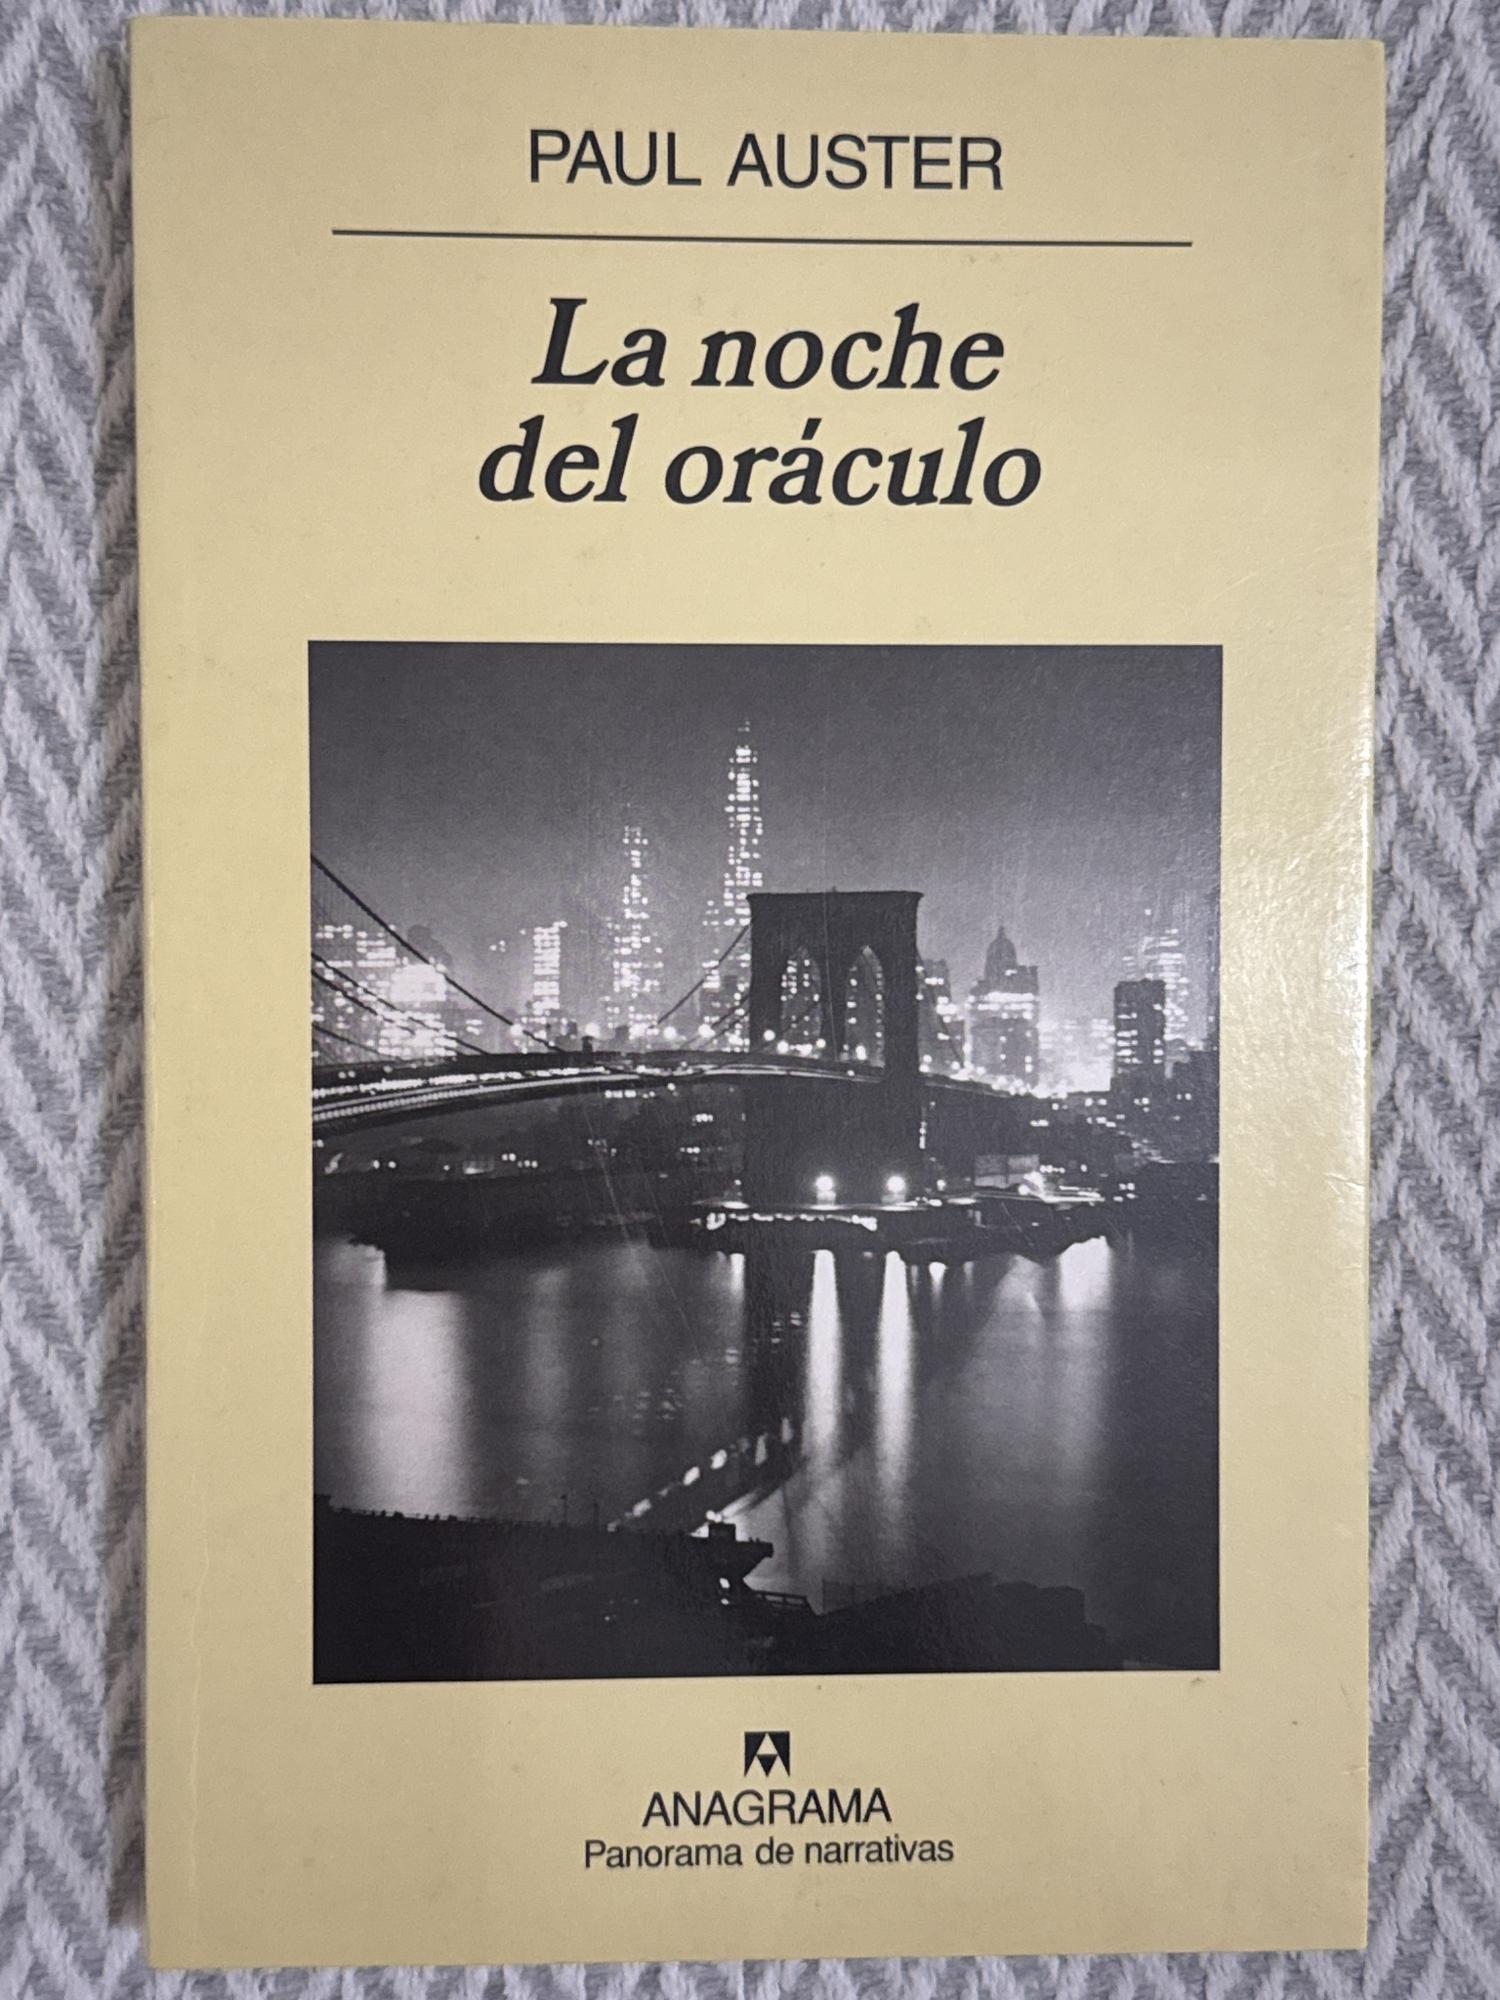 PAUL AUSTER
La noche
del oráculo
ANAGRAMA
Panorama de narrativas